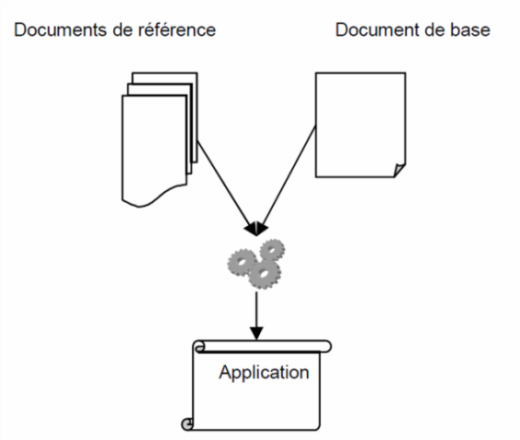 Documents de référence
Document de base
Application